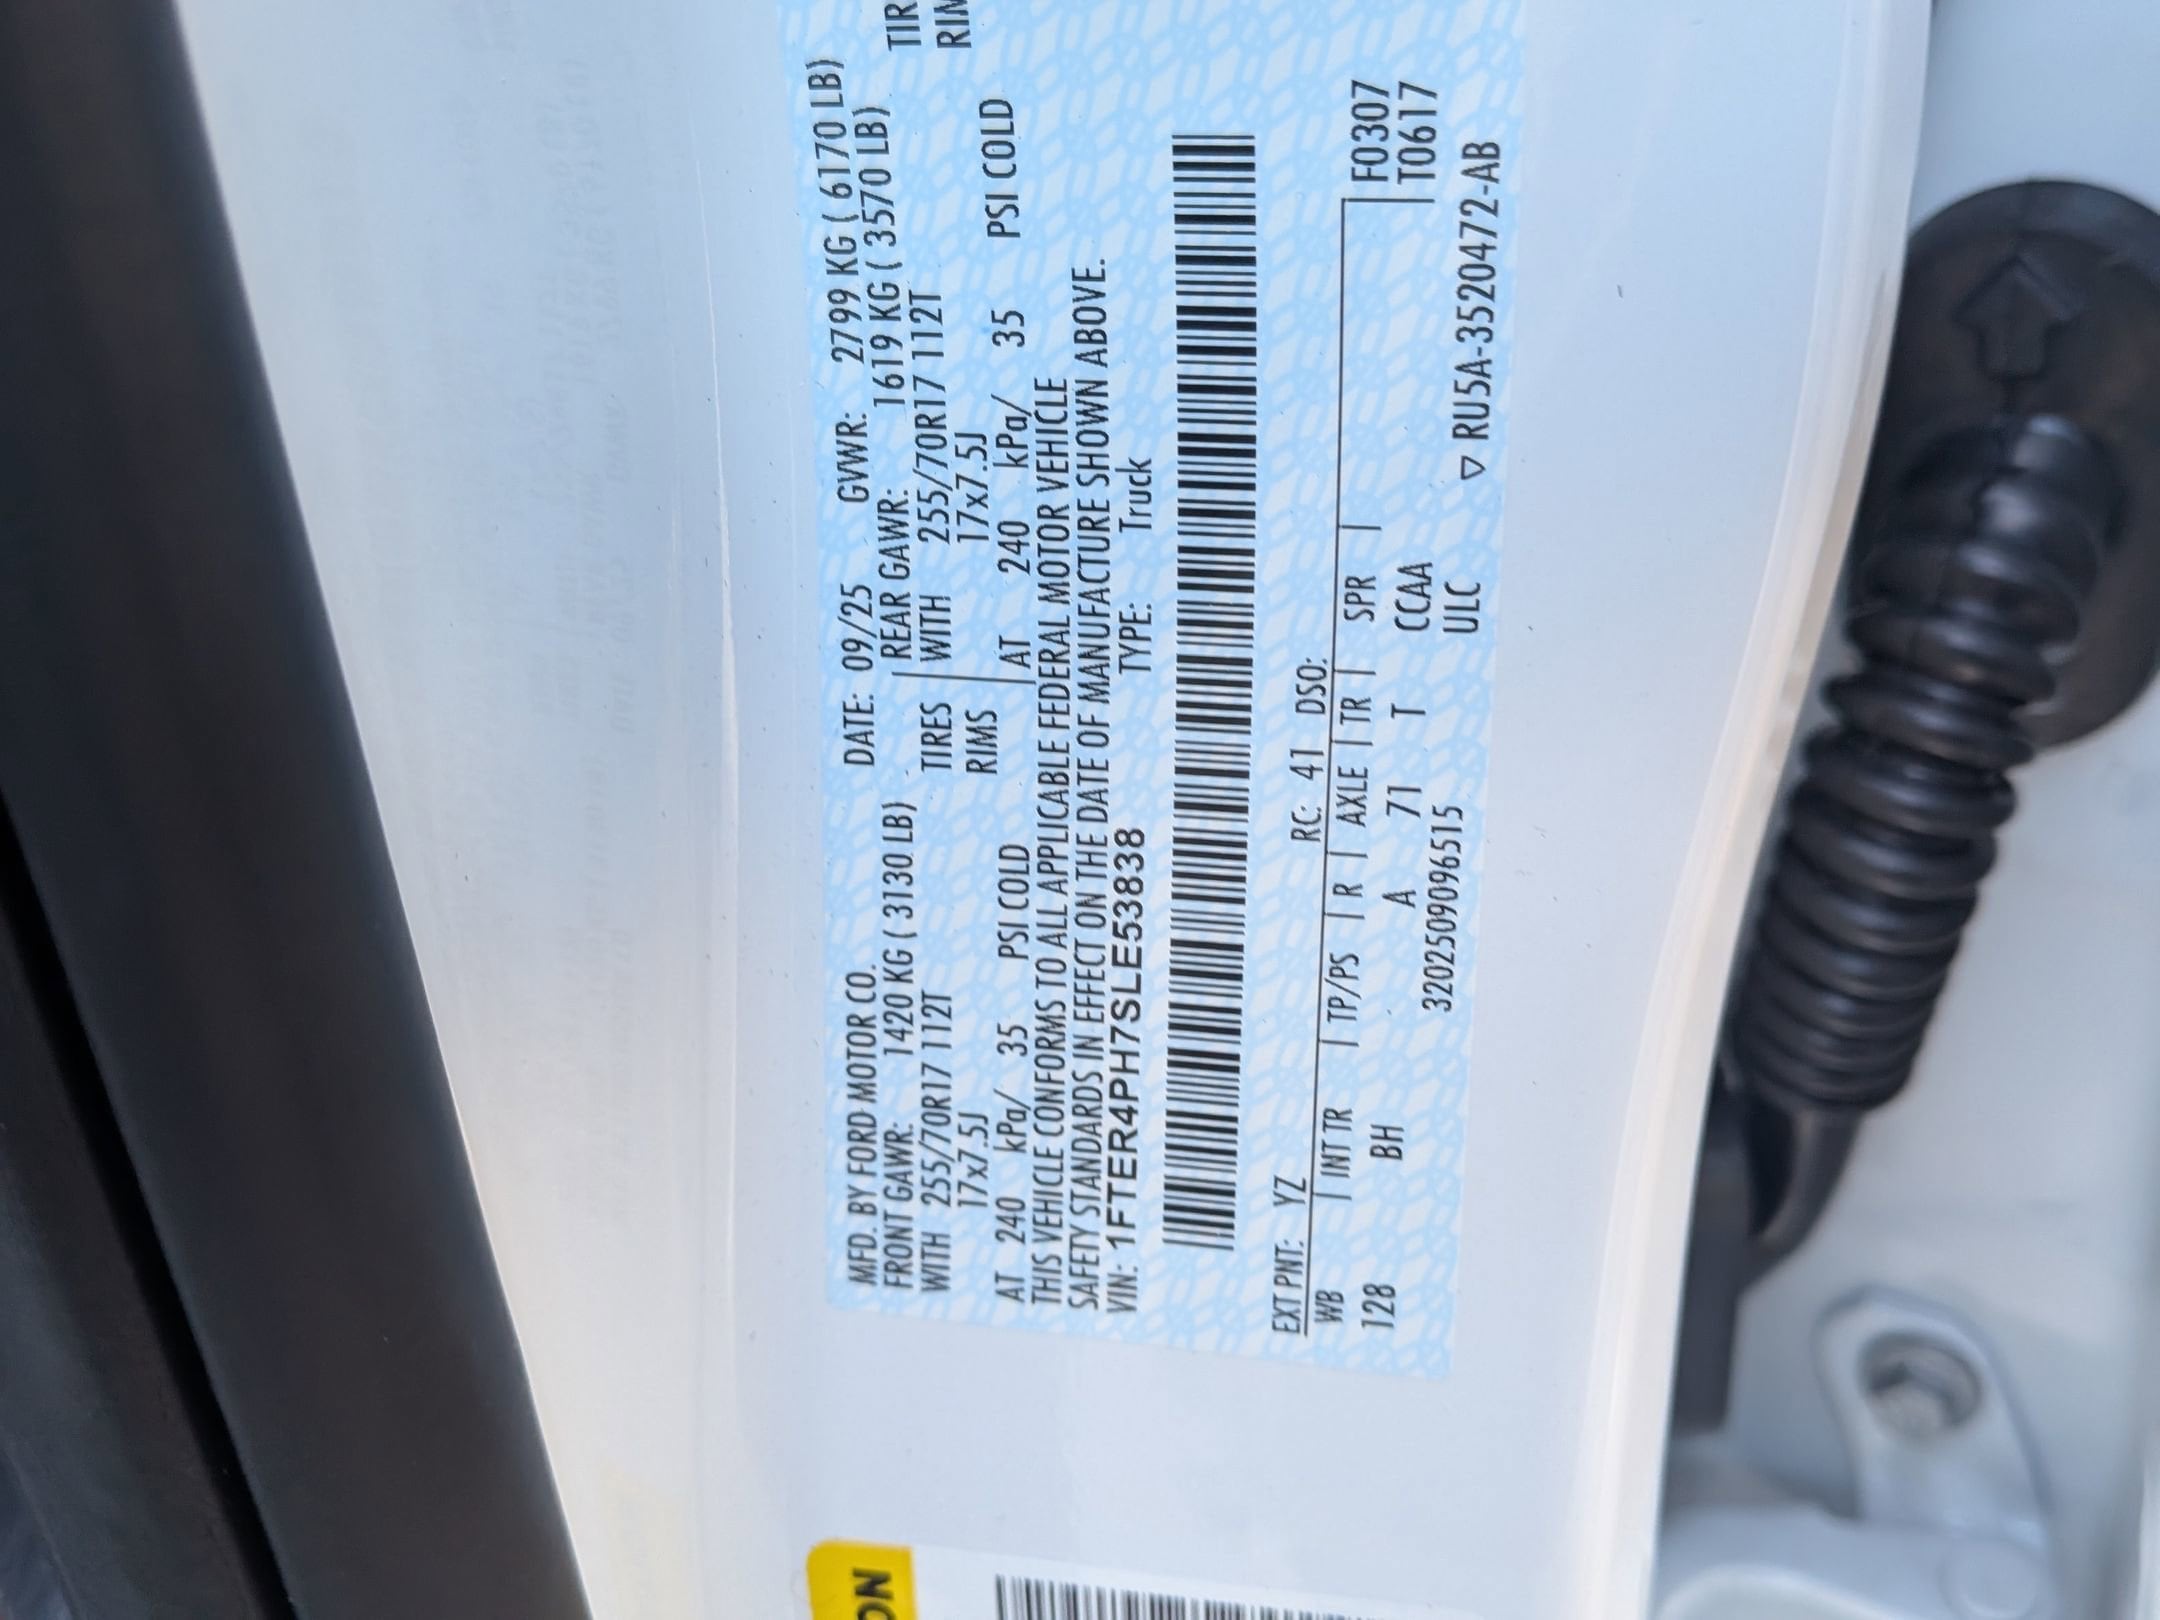 MFD. BY FORD MOTOR CO. DATE: 09/25 GVWR: 2799 KG ( 6170 LB)
FRONT GAWR: 1420 KG ( 3130 LB) REAR GAWR: 1619 KG ( 3570 LB) TIR
WITH 255/70R17 112T TIRES WITH 255/70R17 112T RIM
17x7.5J RIMS 17x7.5J
AT 240 kPa/ 35 PSI COLD AT 240 kPa/ 35 PSI COLD
THIS VEHICLE CONFORMS TO ALL APPLICABLE FEDERAL MOTOR VEHICLE
SAFETY STANDARDS IN EFFECT ON THE DATE OF MANUFACTURE SHOWN ABOVE.
VIN: 1FTER4PH7SLE53838 TYPE: Truck
EXT PNT: YZ RC: 41 DSO:
WB INT TR TP/PS R AXLE TR SPR F0307
128 BH A 71 T CCAA T0617
320250909096515 ULC ▽ RU5A-3520472-AB
ON